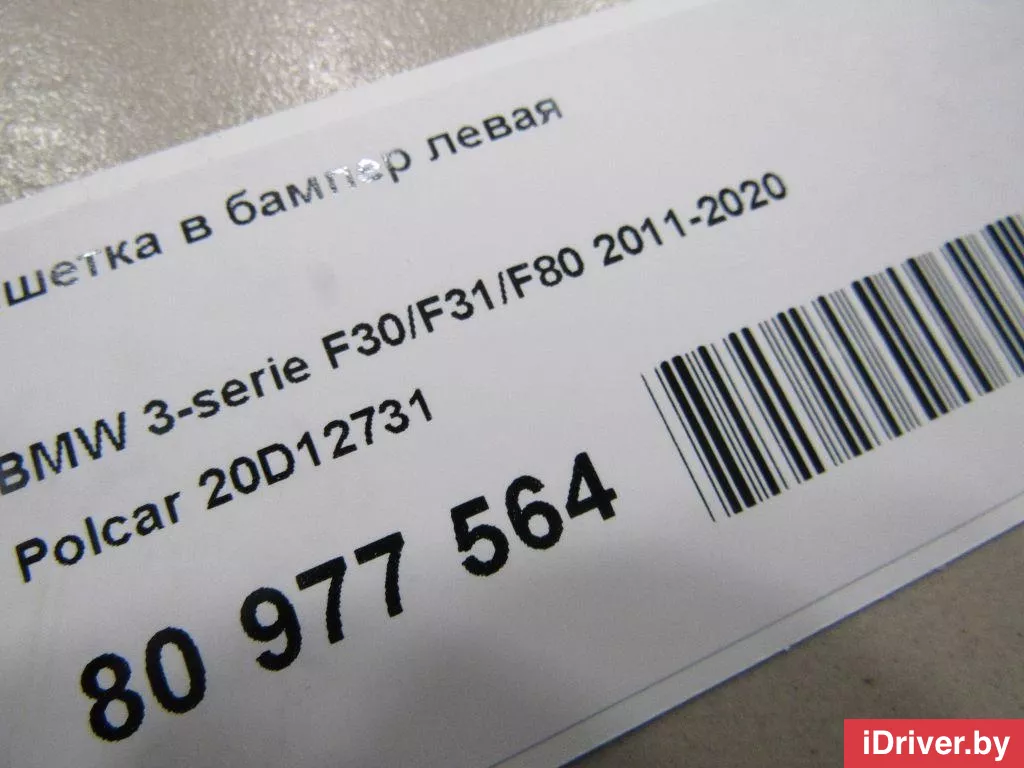 шетка в бампер левая
BMW 3-serie F30/F31/F80 2011-2020
Polcar 20D12731
80 977 564
iDriver.by